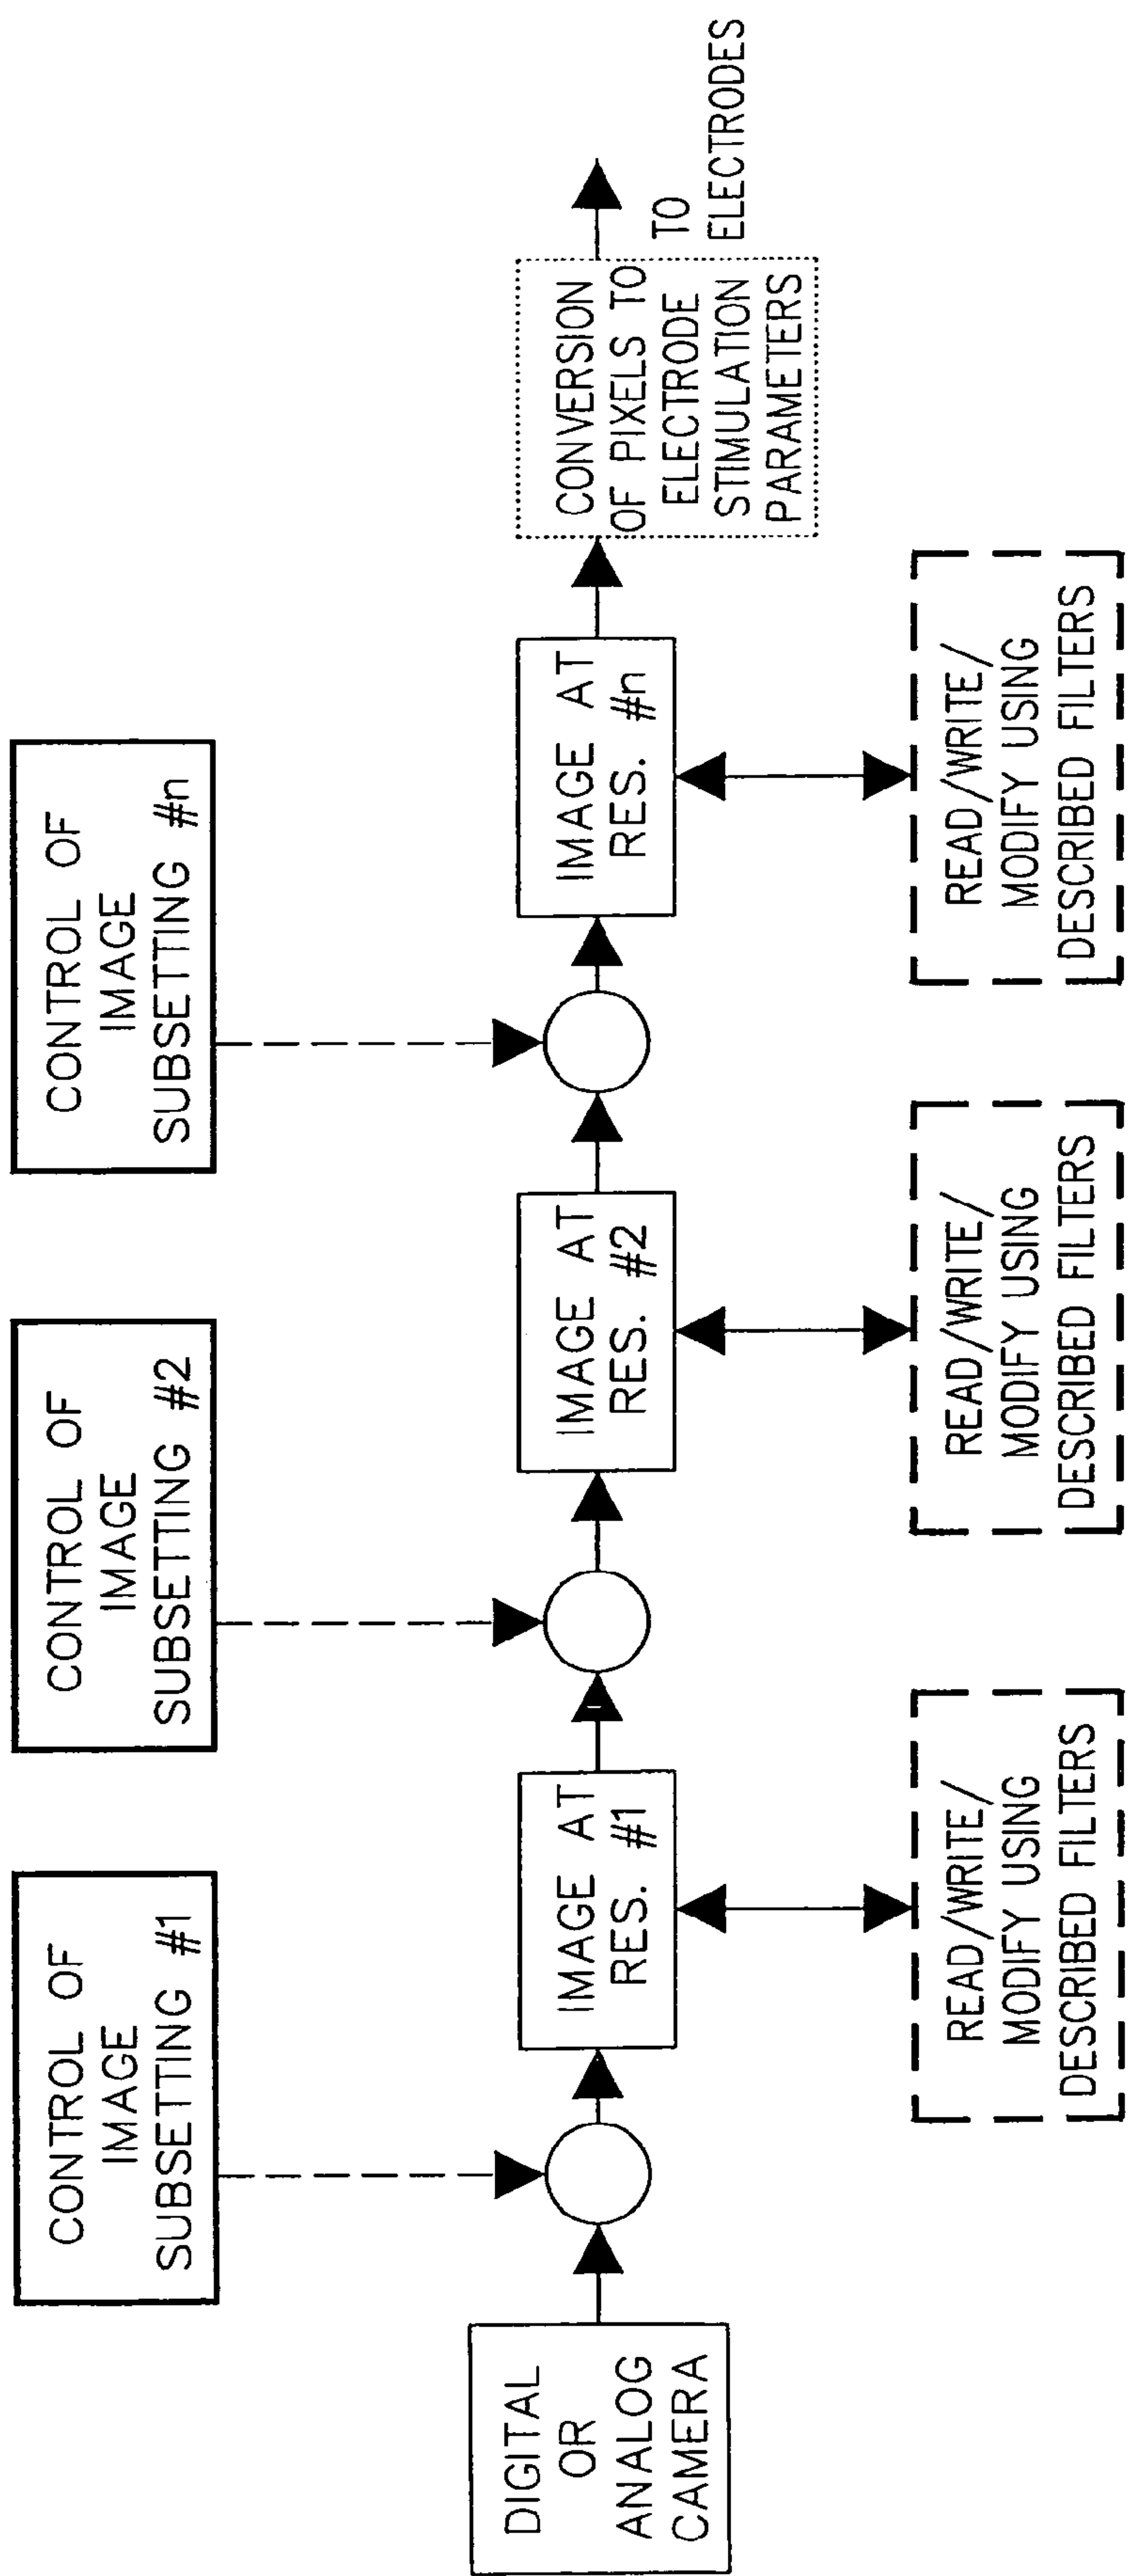 CONTROL OF
IMAGE
SUBSETTING #1
CONTROL OF
IMAGE
SUBSETTING #2
CONTROL OF
IMAGE
SUBSETTING #n
DIGITAL
OR
ANALOG
CAMERA
IMAGE AT
RES. #1
IMAGE AT
RES. #2
IMAGE AT
RES. #n
CONVERSION
OF PIXELS TO
ELECTRODE
STIMULATION
PARAMETERS
TO
ELECTRODES
READ/WRITE/
MODIFY USING
DESCRIBED FILTERS
READ/WRITE/
MODIFY USING
DESCRIBED FILTERS
READ/WRITE/
MODIFY USING
DESCRIBED FILTERS